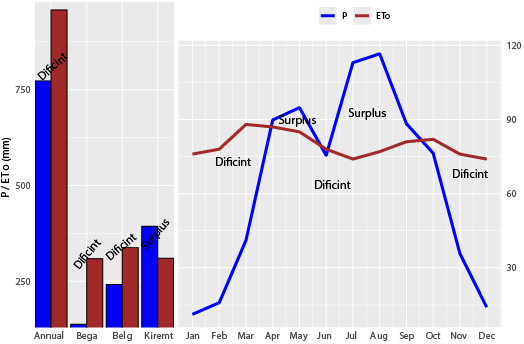 P ETo
P / ETo (mm)
750
500
250
Dificint
Dificint
Dificint
Surplus
Annual Bega Belg Kiremt
120
90
60
30
Surplus
Surplus
Dificint
Dificint
Dificint
Jan Feb Mar Apr May Jun Jul Aug Sep Oct Nov Dec